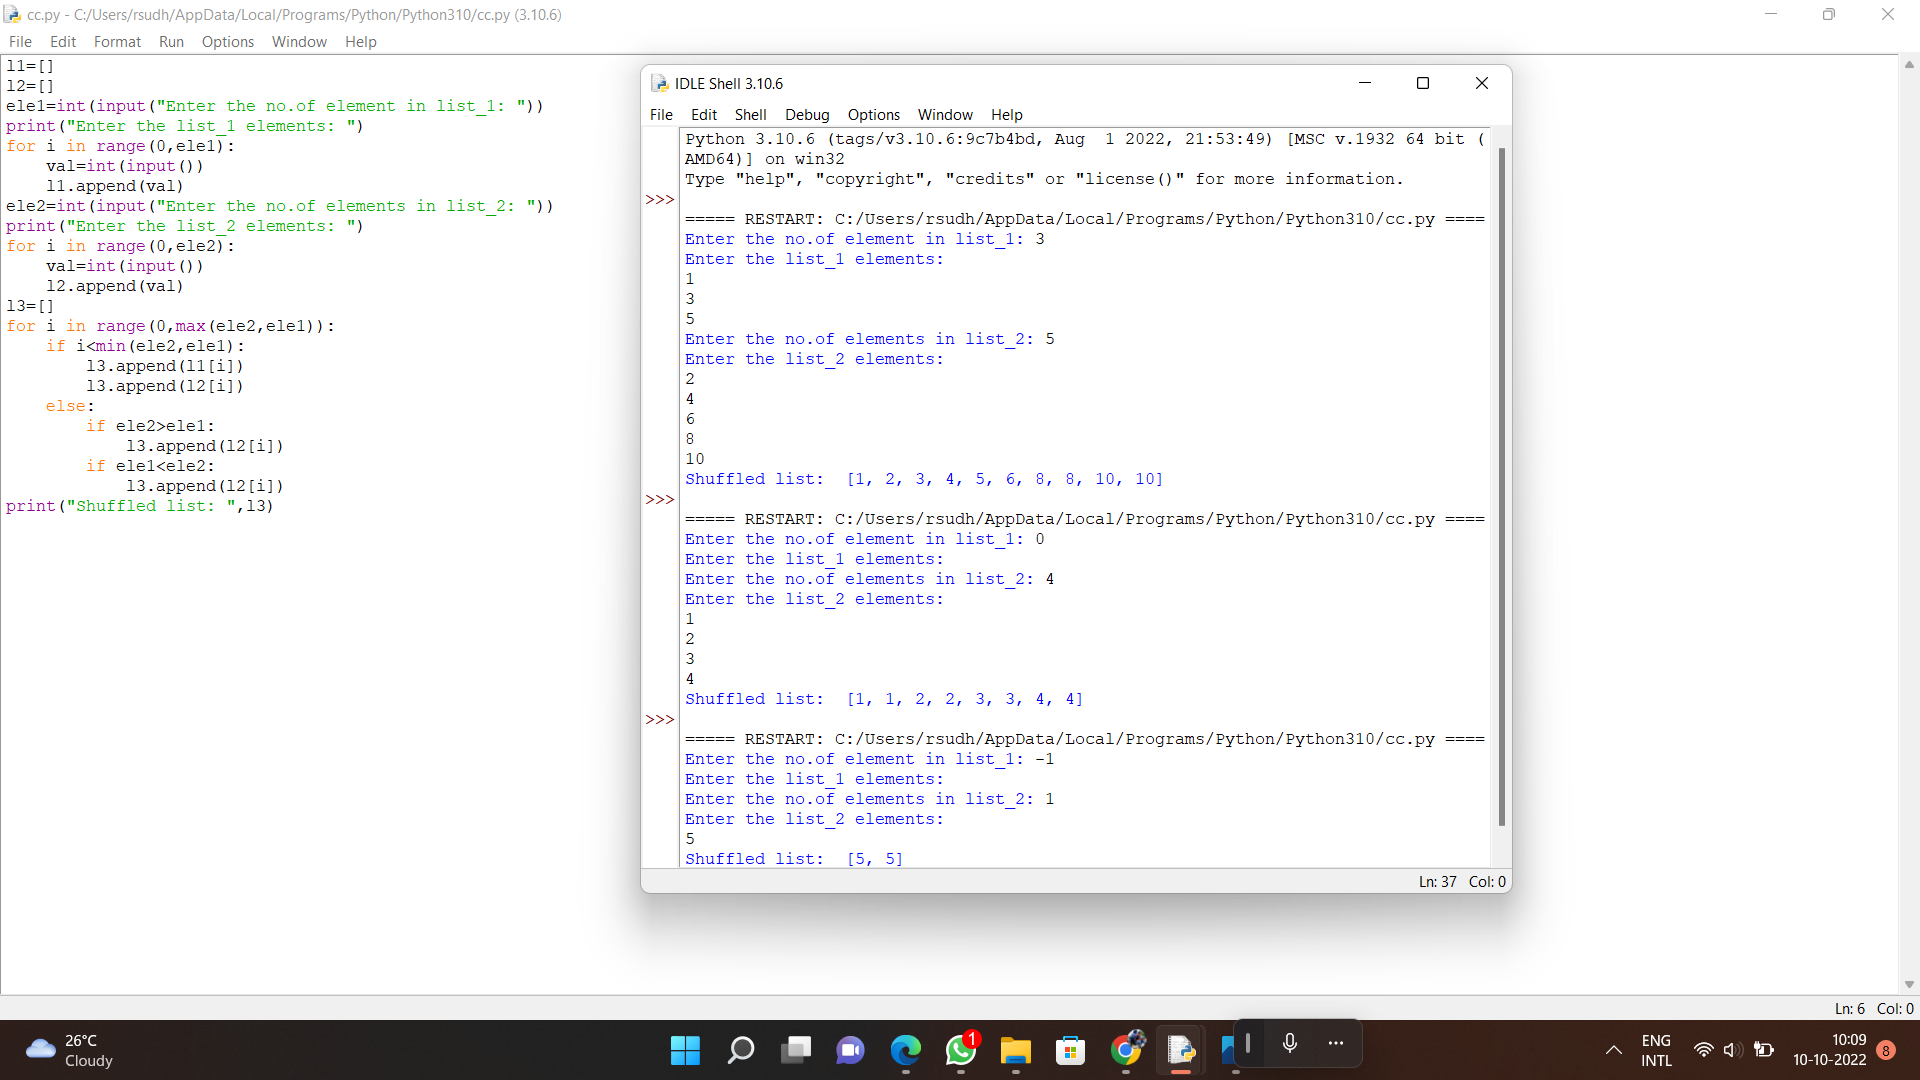 cc.py - C:/Users/rsudh/AppData/Local/Programs/Python/Python310/cc.py (3.10.6)
File Edit Format Run Options Window Help
l1=[]
l2=[]
ele1=int(input("Enter the no.of element in list_1: "))
print("Enter the list_1 elements: ")
for i in range(0,ele1):
    val=int(input())
    l1.append(val)
ele2=int(input("Enter the no.of elements in list_2: "))
print("Enter the list_2 elements: ")
for i in range(0,ele2):
    val=int(input())
    l2.append(val)
l3=[]
for i in range(0,max(ele2,ele1)):
    if i<min(ele2,ele1):
        l3.append(l1[i])
        l3.append(l2[i])
    else:
        if ele2>ele1:
            l3.append(l2[i])
        if ele1<ele2:
            l3.append(l2[i])
print("Shuffled list: ",l3)
Ln: 6 Col: 0
IDLE Shell 3.10.6
File Edit Shell Debug Options Window Help
Python 3.10.6 (tags/v3.10.6:9c7b4bd, Aug  1 2022, 21:53:49) [MSC v.1932 64 bit (
AMD64)] on win32
Type "help", "copyright", "credits" or "license()" for more information.
>>>
===== RESTART: C:/Users/rsudh/AppData/Local/Programs/Python/Python310/cc.py ====
Enter the no.of element in list_1: 3
Enter the list_1 elements:
1
3
5
Enter the no.of elements in list_2: 5
Enter the list_2 elements:
2
4
6
8
10
Shuffled list:  [1, 2, 3, 4, 5, 6, 8, 8, 10, 10]
>>>
===== RESTART: C:/Users/rsudh/AppData/Local/Programs/Python/Python310/cc.py ====
Enter the no.of element in list_1: 0
Enter the list_1 elements:
Enter the no.of elements in list_2: 4
Enter the list_2 elements:
1
2
3
4
Shuffled list:  [1, 1, 2, 2, 3, 3, 4, 4]
>>>
===== RESTART: C:/Users/rsudh/AppData/Local/Programs/Python/Python310/cc.py ====
Enter the no.of element in list_1: -1
Enter the list_1 elements:
Enter the no.of elements in list_2: 1
Enter the list_2 elements:
5
Shuffled list:  [5, 5]
Ln: 37 Col: 0
26°C
Cloudy
1
ENG
INTL
10:09
10-10-2022
8